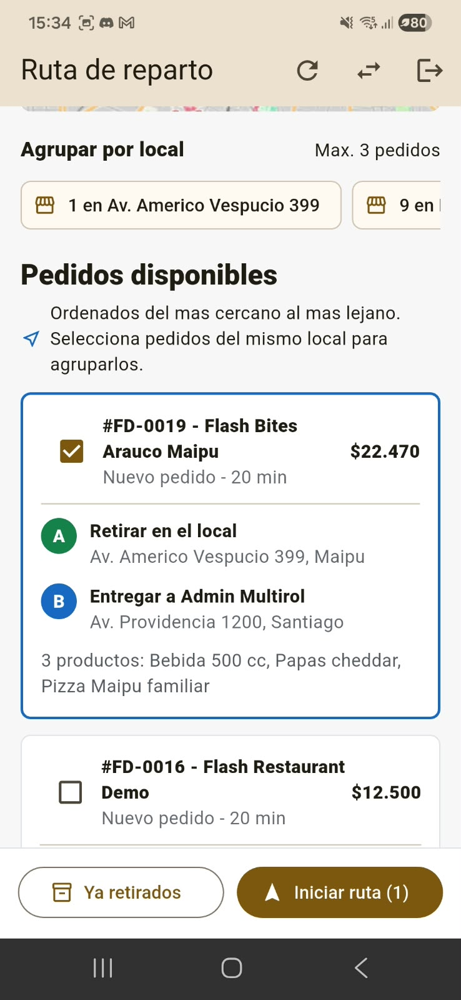 15:34
80
Ruta de reparto
Agrupar por local
Max. 3 pedidos
1 en Av. Americo Vespucio 399
9 en
Pedidos disponibles
Ordenados del mas cercano al mas lejano.
Selecciona pedidos del mismo local para
agruparlos.
#FD-0019 - Flash Bites
Arauco Maipu
$22.470
Nuevo pedido - 20 min
A
Retirar en el local
Av. Americo Vespucio 399, Maipu
B
Entregar a Admin Multirol
Av. Providencia 1200, Santiago
3 productos: Bebida 500 cc, Papas cheddar,
Pizza Maipu familiar
#FD-0016 - Flash Restaurant
Demo
$12.500
Nuevo pedido - 20 min
Ya retirados
Iniciar ruta (1)